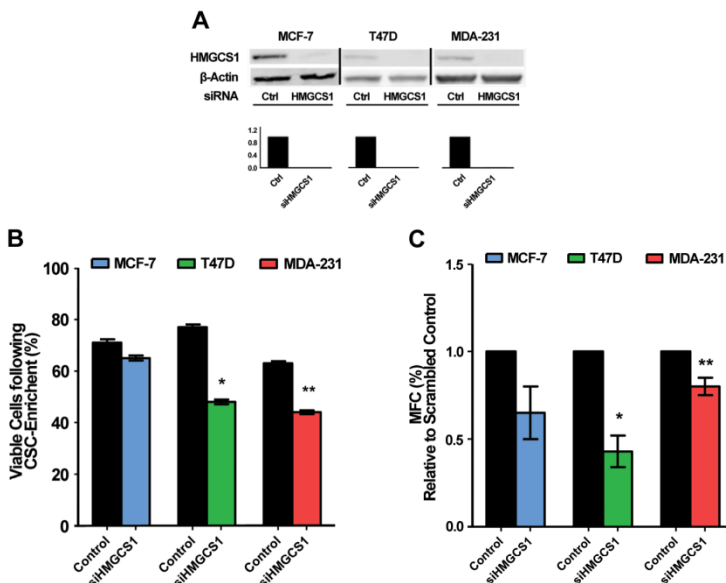 A
MCF-7 T47D MDA-231
HMGCS1
β-Actin
siRNA Ctrl HMGCS1 Ctrl HMGCS1 Ctrl HMGCS1
1.2
0.8
0.4
0.0
Ctrl siHMGCS1 Ctrl siHMGCS1 Ctrl siHMGCS1
B
MCF-7 T47D MDA-231
Viable Cells following
CSC-Enrichment (%)
100
80
60
40
20
0
* **
Control siHMGCS1 Control siHMGCS1 Control siHMGCS1
C
MCF-7 T47D MDA-231
MFC (%)
Relative to Scrambled Control
1.5
1.0
0.5
0.0
* **
Control siHMGCS1 Control siHMGCS1 Control siHMGCS1